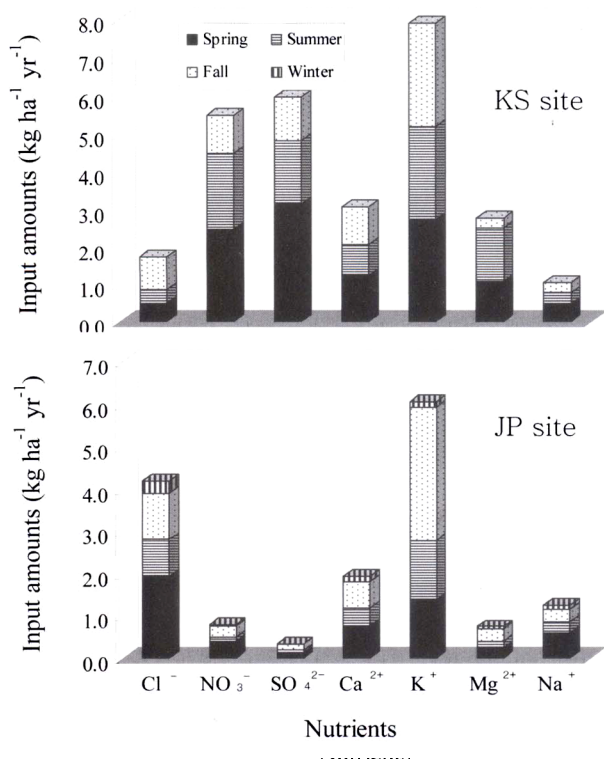 8.0
7.0
6.0
5.0
4.0
3.0
2.0
1.0
0.0
Input amounts (kg ha⁻¹ yr⁻¹)
Spring Summer
Fall Winter
KS site
7.0
6.0
5.0
4.0
3.0
2.0
1.0
0.0
Input amounts (kg ha⁻¹ yr⁻¹)
JP site
Cl⁻ NO₃⁻ SO₄²⁻ Ca²⁺ K⁺ Mg²⁺ Na⁺
Nutrients